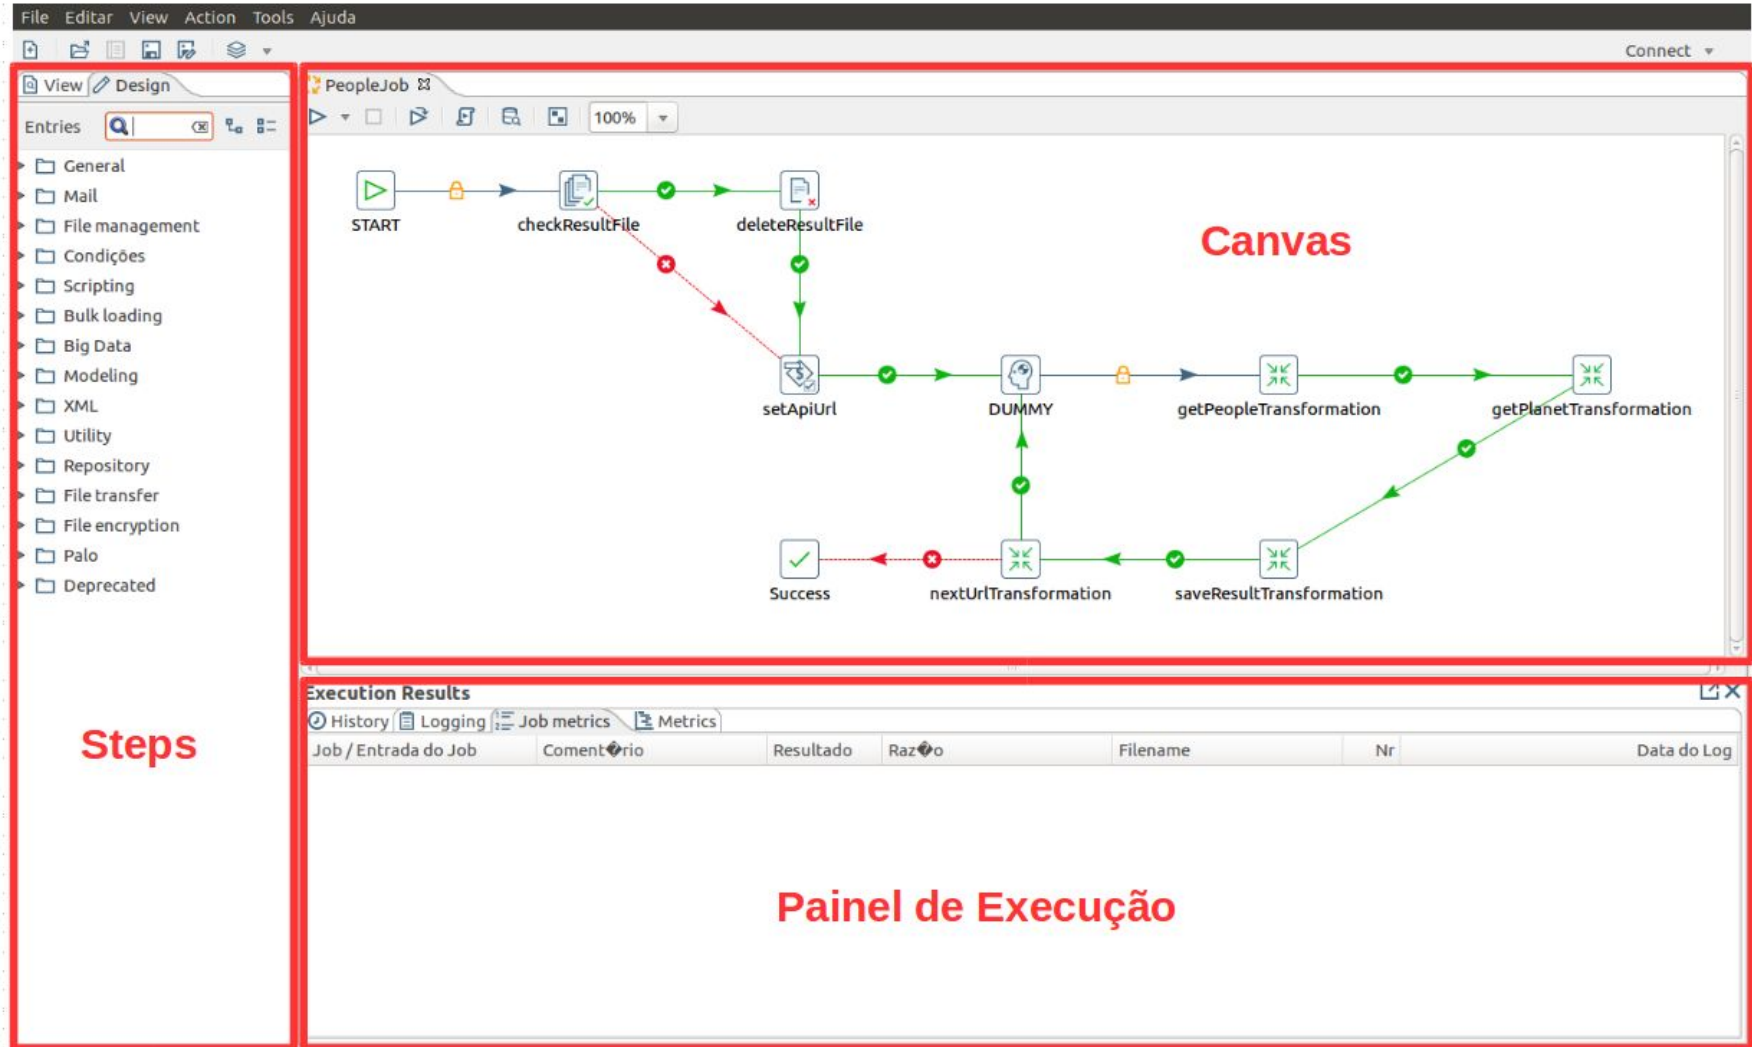 File Editar View Action Tools Ajuda
Connect
View Design
Entries
General
Mail
File management
Condições
Scripting
Bulk loading
Big Data
Modeling
XML
Utility
Repository
File transfer
File encryption
Palo
Deprecated
Steps
PeopleJob
100%
Canvas
START checkResultFile deleteResultFile
setApiUrl DUMMY getPeopleTransformation getPlanetTransformation
Success nextUrlTransformation saveResultTransformation
Execution Results
History Logging Job metrics Metrics
Job / Entrada do Job Coment�rio Resultado Raz�o Filename Nr Data do Log
Painel de Execução